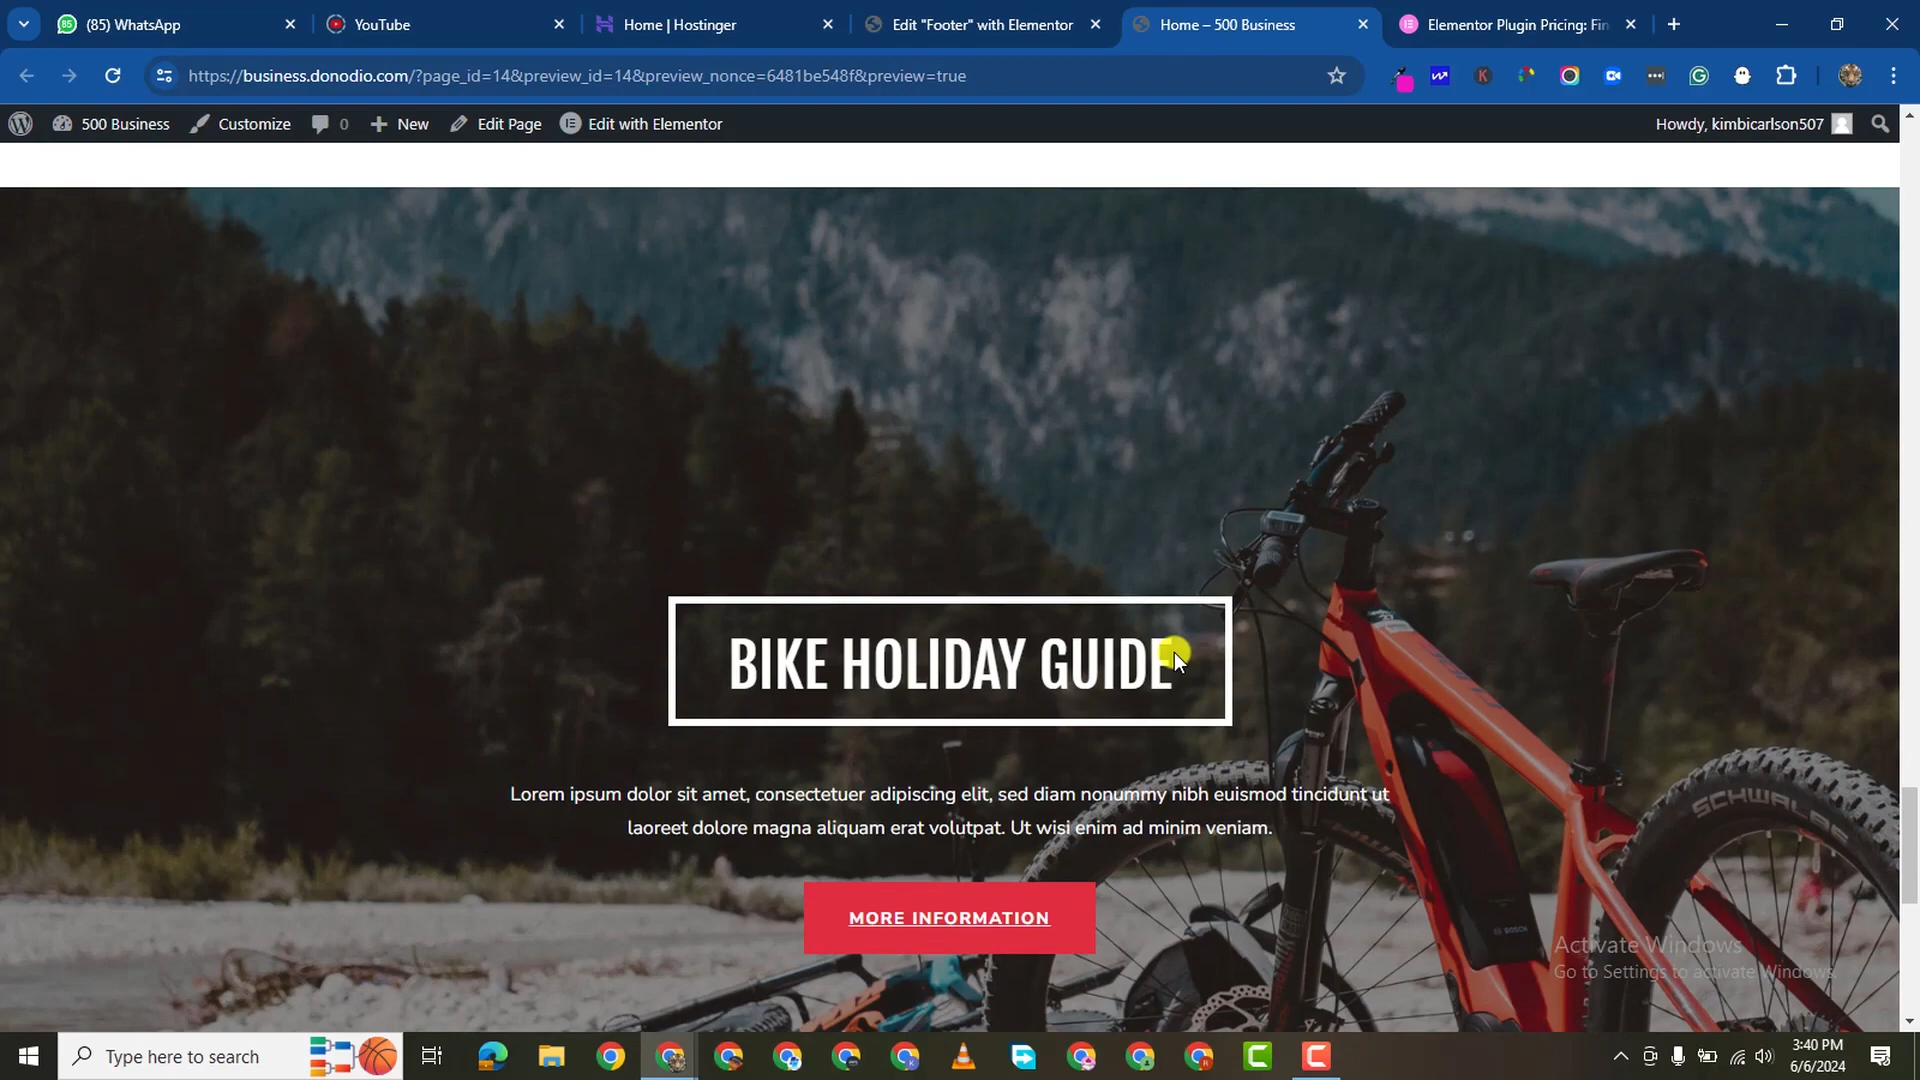 (85) WhatsApp
YouTube
Home | Hostinger
Edit "Footer" with Elementor
Home – 500 Business
Elementor Plugin Pricing: Fin
https://business.donodio.com/?page_id=14&preview_id=14&preview_nonce=6481be548f&preview=true
500 Business
Customize
0
New
Edit Page
Edit with Elementor
Howdy, kimbicarlson507
BIKE HOLIDAY GUIDE
Lorem ipsum dolor sit amet, consectetuer adipiscing elit, sed diam nonummy nibh euismod tincidunt ut
laoreet dolore magna aliquam erat volutpat. Ut wisi enim ad minim veniam.
MORE INFORMATION
SCHWALBE
BOSCH
Activate Windows
Go to Settings to activate Windows.
Type here to search
3:40 PM
6/6/2024